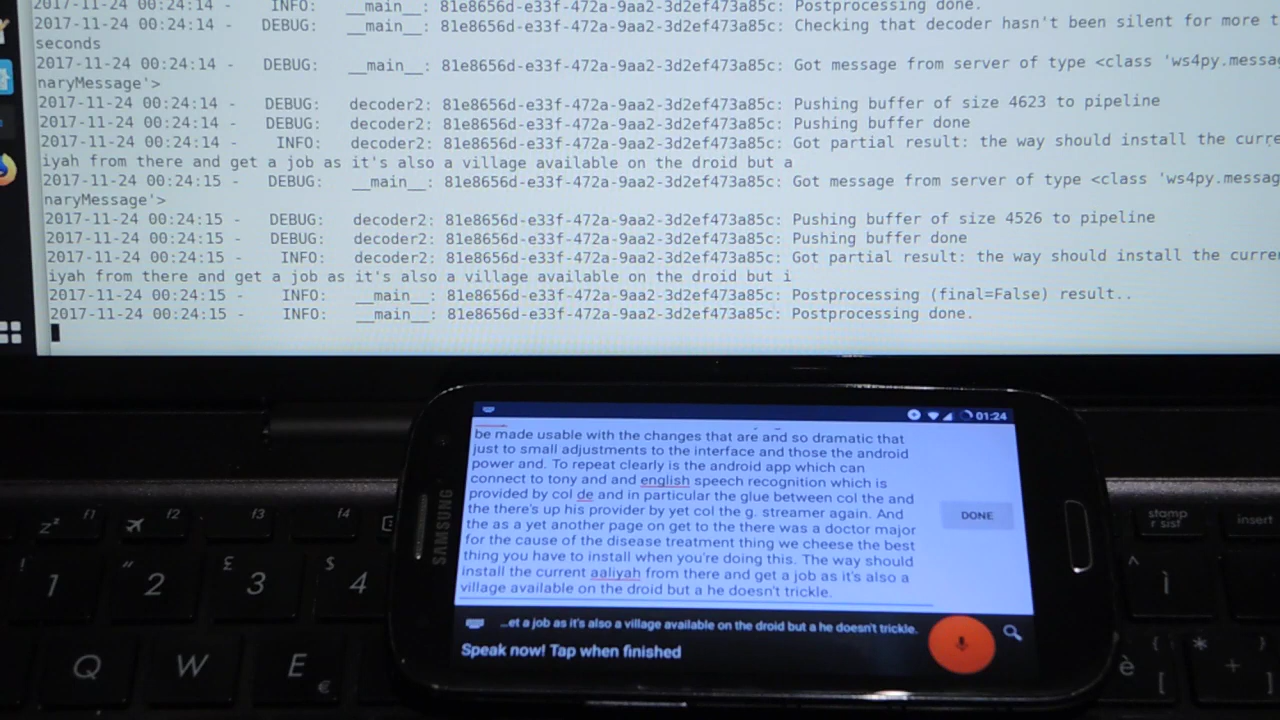 2017-11-24 00:24:14 - INFO: __main__: 81e8656d-e33f-472a-9aa2-3d2ef473a85c: Postprocessing done.
2017-11-24 00:24:14 - DEBUG: __main__: 81e8656d-e33f-472a-9aa2-3d2ef473a85c: Checking that decoder hasn't been silent for more t
seconds
2017-11-24 00:24:14 - DEBUG: __main__: 81e8656d-e33f-472a-9aa2-3d2ef473a85c: Got message from server of type <class 'ws4py.messag
naryMessage'>
2017-11-24 00:24:14 - DEBUG: decoder2: 81e8656d-e33f-472a-9aa2-3d2ef473a85c: Pushing buffer of size 4623 to pipeline
2017-11-24 00:24:14 - DEBUG: decoder2: 81e8656d-e33f-472a-9aa2-3d2ef473a85c: Pushing buffer done
2017-11-24 00:24:14 - INFO: decoder2: 81e8656d-e33f-472a-9aa2-3d2ef473a85c: Got partial result: the way should install the curre
iyah from there and get a job as it's also a village available on the droid but a
2017-11-24 00:24:15 - DEBUG: __main__: 81e8656d-e33f-472a-9aa2-3d2ef473a85c: Got message from server of type <class 'ws4py.messag
naryMessage'>
2017-11-24 00:24:15 - DEBUG: decoder2: 81e8656d-e33f-472a-9aa2-3d2ef473a85c: Pushing buffer of size 4526 to pipeline
2017-11-24 00:24:15 - DEBUG: decoder2: 81e8656d-e33f-472a-9aa2-3d2ef473a85c: Pushing buffer done
2017-11-24 00:24:15 - INFO: decoder2: 81e8656d-e33f-472a-9aa2-3d2ef473a85c: Got partial result: the way should install the curren
iyah from there and get a job as it's also a village available on the droid but i
2017-11-24 00:24:15 - INFO: __main__: 81e8656d-e33f-472a-9aa2-3d2ef473a85c: Postprocessing (final=False) result..
2017-11-24 00:24:15 - INFO: __main__: 81e8656d-e33f-472a-9aa2-3d2ef473a85c: Postprocessing done.
01:24
be made usable with the changes that are and so dramatic that
just to small adjustments to the interface and those the android
power and. To repeat clearly is the android app which can
connect to tony and and english speech recognition which is
provided by col de and in particular the glue between col the and
the there's up his provider by yet col the g. streamer again. And
the as a yet another page on get to the there was a doctor major
for the cause of the disease treatment thing we cheese the best
thing you have to install when you're doing this. The way should
install the current aaliyah from there and get a job as it's also a
village available on the droid but a he doesn't trickle.
DONE
...et a job as it's also a village available on the droid but a he doesn't trickle.
Speak now! Tap when finished
SAMSUNG
z² f1 f2 f3 f4
stamp
r sist
insert
! 1 " 2 £ 3 $ 4
^ ì
Q W E €
è { [ * + ]